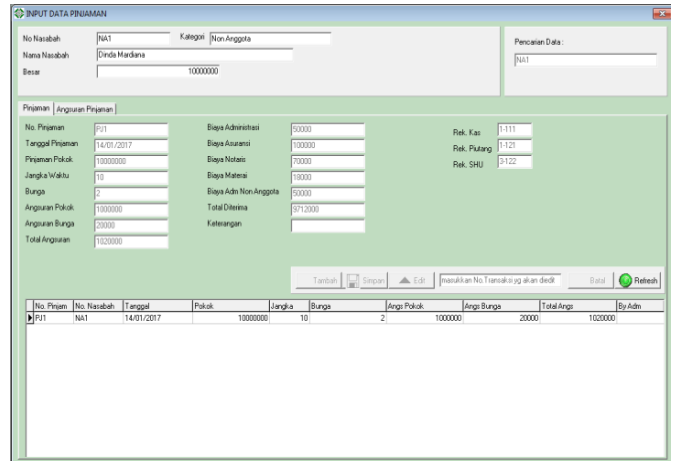 INPUT DATA PINJAMAN
No Nasabah NA1 Kategori Non Anggota
Nama Nasabah Dinda Mardiana
Besar 10000000
Pencarian Data :
NA1
Pinjaman Angsuran Pinjaman
No. Pinjaman PJ1 Biaya Administrasi 50000 Rek. Kas 1-111
Tanggal Pinjaman 14/01/2017 Biaya Asuransi 100000 Rek. Piutang 1-121
Pinjaman Pokok 10000000 Biaya Notaris 70000 Rek. SHU 3-122
Jangka Waktu 10 Biaya Materai 18000
Bunga 2 Biaya Adm Non Anggota 50000
Angsuran Pokok 1000000 Total Diterima 9712000
Angsuran Bunga 20000 Keterangan
Total Angsuran 1020000
Tambah Simpan Edit masukkan No.Transaksi yg akan diedit Batal Refresh
No. Pinjam No. Nasabah Tanggal Pokok Jangka Bunga Angs Pokok Angs Bunga Total Angs By Adm
PJ1 NA1 14/01/2017 10000000 10 2 1000000 20000 1020000